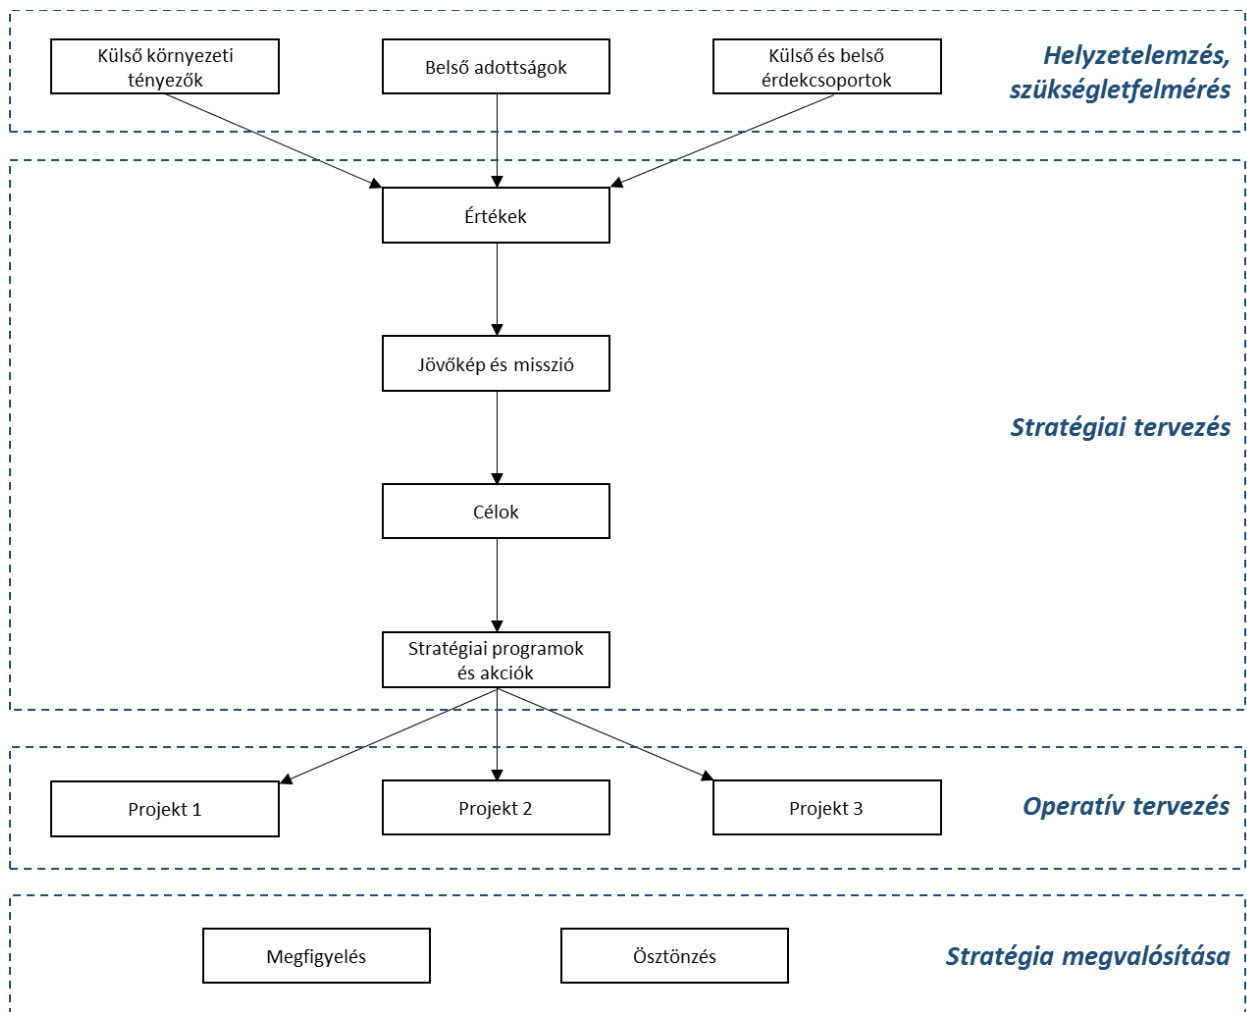 Külső környezeti
tényezők
Belső adottságok
Külső és belső
érdekcsoportok
Helyzetelemzés,
szükségletfelmérés
Értékek
Jövőkép és misszió
Stratégiai tervezés
Célok
Stratégiai programok
és akciók
Projekt 1
Projekt 2
Projekt 3
Operatív tervezés
Megfigyelés
Ösztönzés
Stratégia megvalósítása